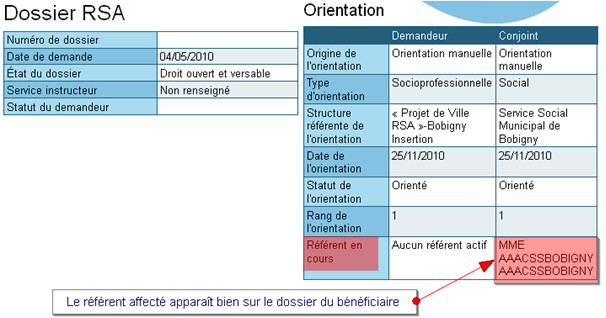 Dossier RSA
Numéro de dossier
Date de demande 04/05/2010
État du dossier Droit ouvert et versable
Service instructeur Non renseigné
Statut du demandeur
Orientation
Demandeur Conjoint
Origine de l'orientation Orientation manuelle Orientation manuelle
Type d'orientation Socioprofessionnelle Social
Structure référente de l'orientation « Projet de Ville RSA »-Bobigny Insertion Service Social Municipal de Bobigny
Date de l'orientation 25/11/2010 25/11/2010
Statut de l'orientation Orienté Orienté
Rang de l'orientation 1 1
Référent en cours Aucun référent actif MME AAACSSBOBIGNY AAACSSBOBIGNY
Le référent affecté apparaît bien sur le dossier du bénéficiaire